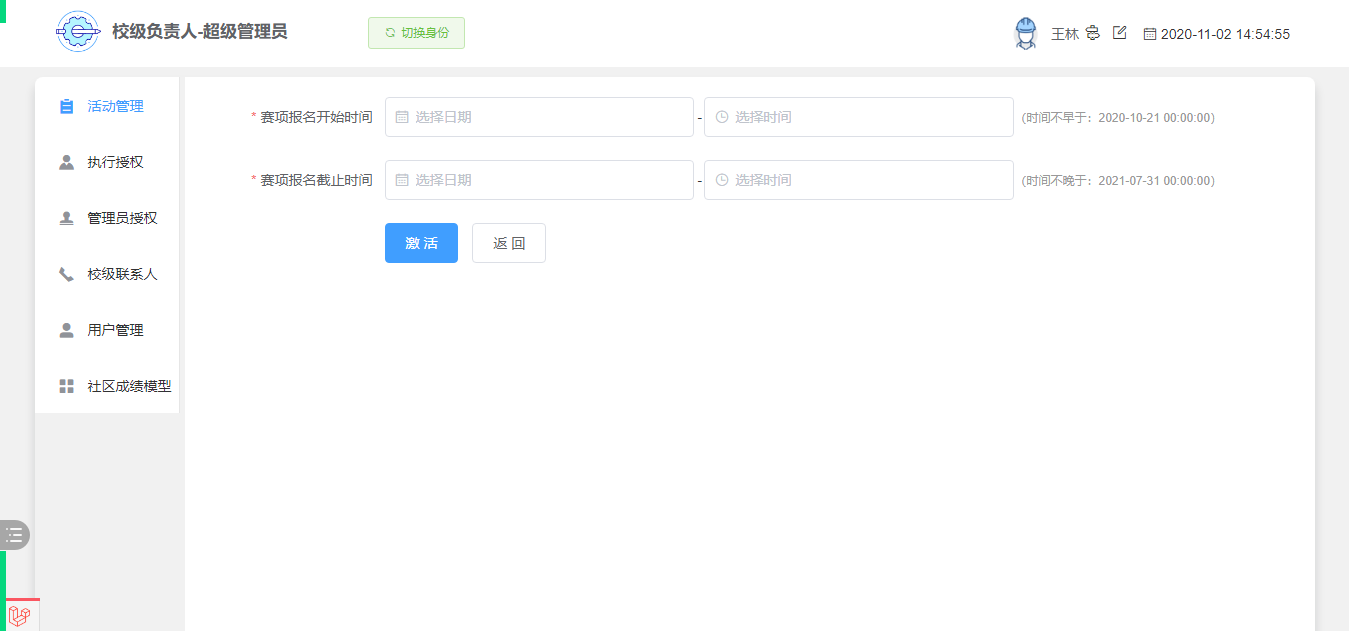 校级负责人-超级管理员
切换身份
王林
2020-11-02 14:54:55
活动管理
执行授权
管理员授权
校级联系人
用户管理
社区成绩模型
* 赛项报名开始时间 选择日期 - 选择时间 (时间不早于：2020-10-21 00:00:00)
* 赛项报名截止时间 选择日期 - 选择时间 (时间不晚于：2021-07-31 00:00:00)
激 活 返 回